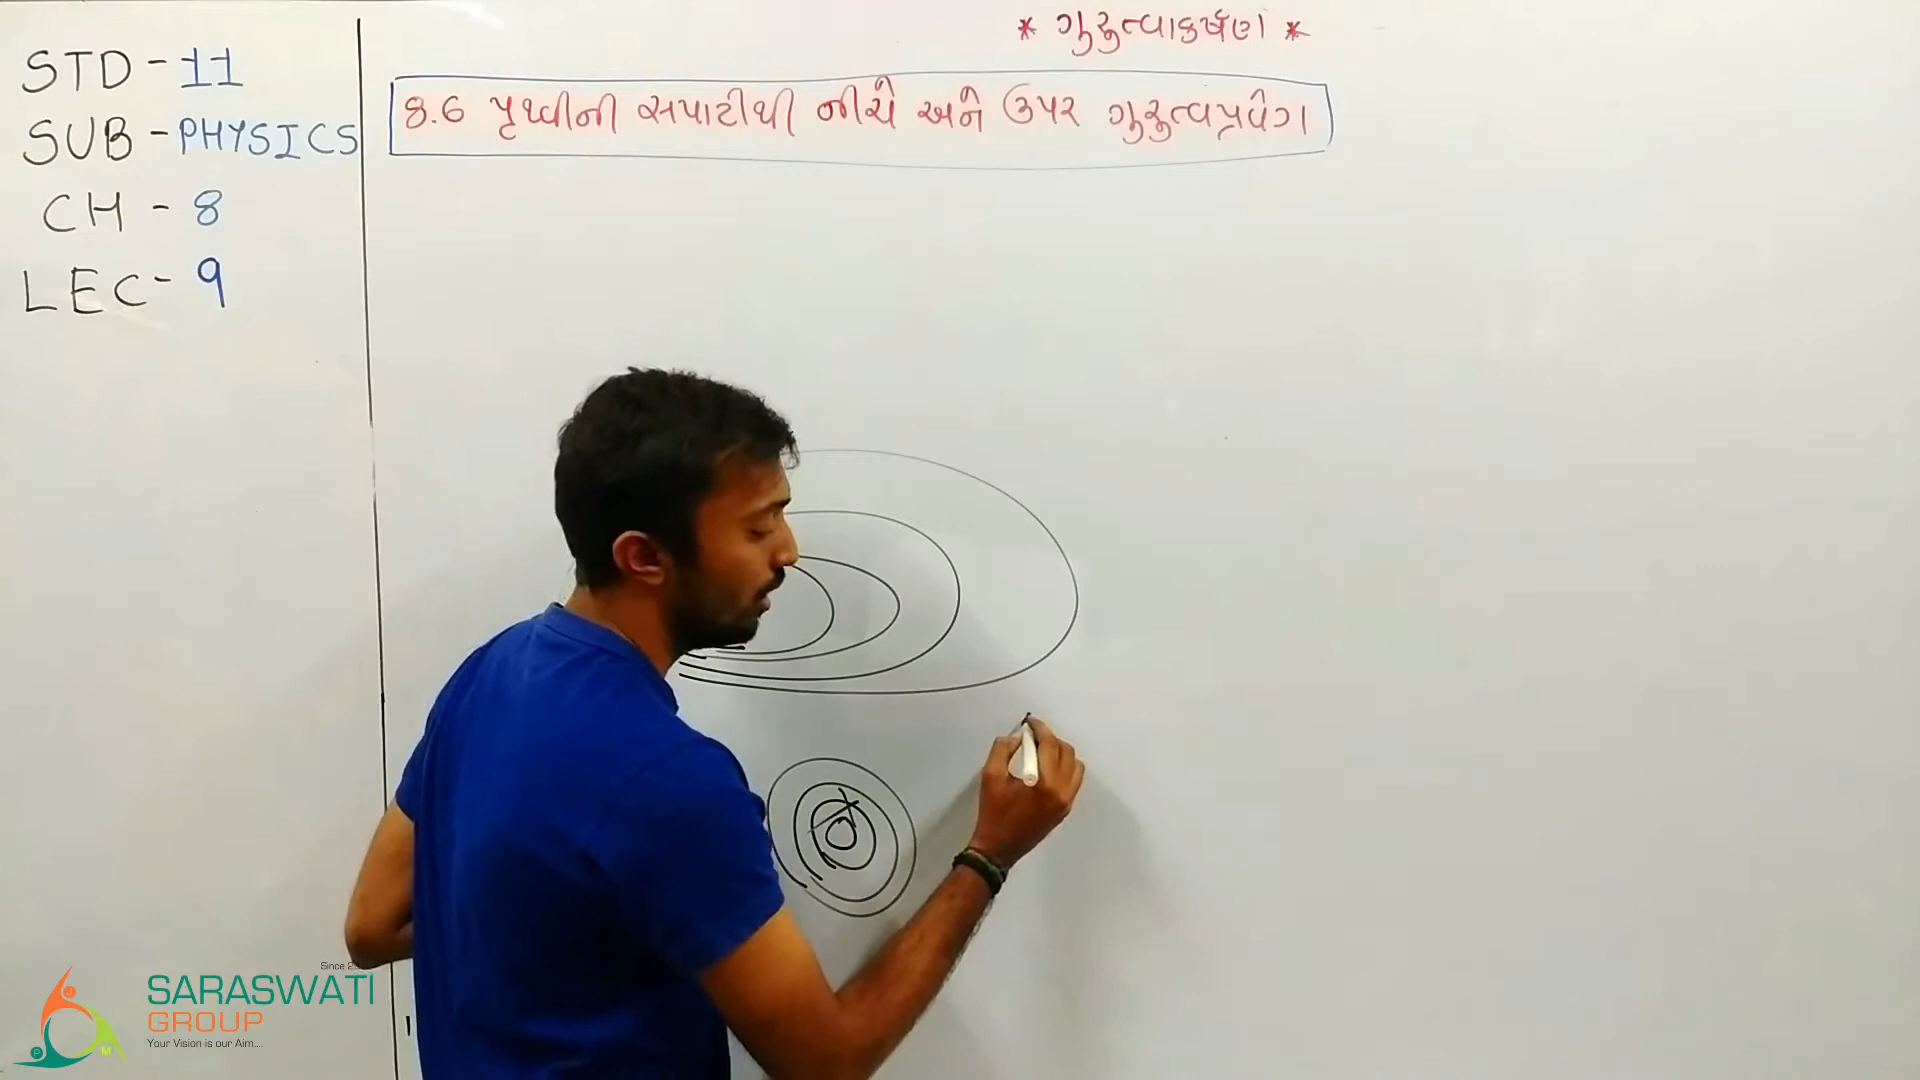 STD - 11
SUB - PHYSICS
CH - 8
LEC - 9
* ગુરુત્વાકર્ષણ *
8.6 પૃથ્વીની સપાટીથી નીચે અને ઉપર ગુરુત્વપ્રવેગ
SARASWATI
GROUP
Your Vision is our Aim....